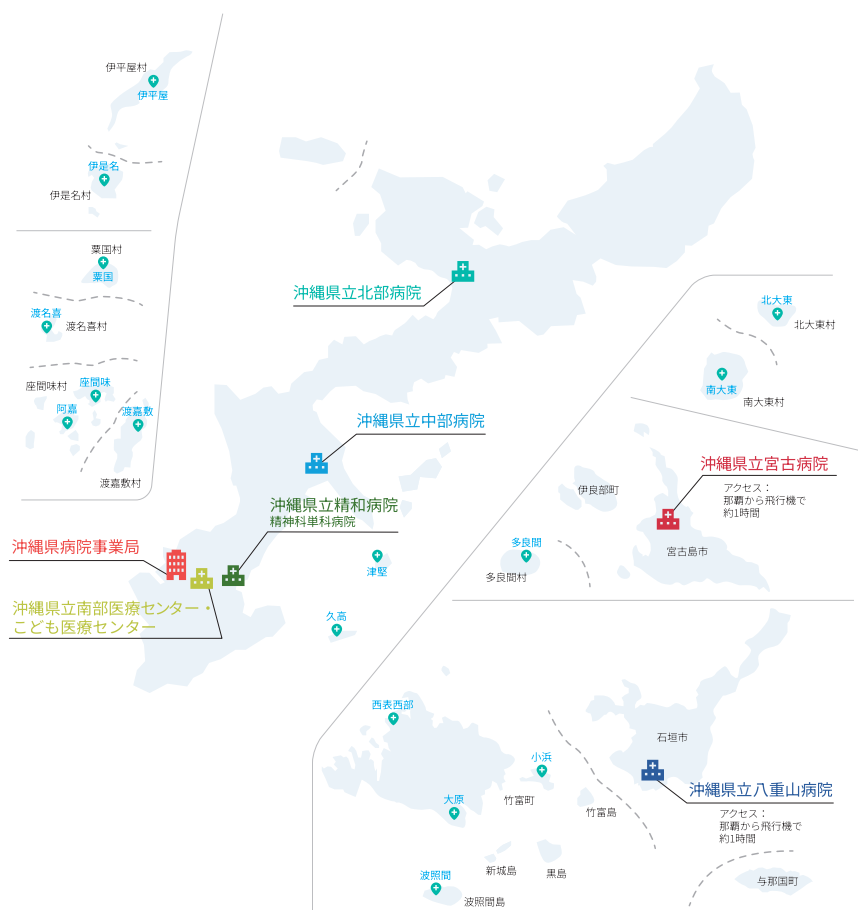 伊平屋村
伊平屋
伊是名
伊是名村
粟国村
粟国
渡名喜
渡名喜村
座間味村
座間味
阿嘉
渡嘉敷
渡嘉敷村
沖縄県立北部病院
沖縄県立中部病院
沖縄県立精和病院
精神科単科病院
沖縄県病院事業局
沖縄県立南部医療センター・
こども医療センター
津堅
久高
北大東
北大東村
南大東
南大東村
沖縄県立宮古病院
アクセス：
那覇から飛行機で
約1時間
伊良部町
宮古島市
多良間
多良間村
西表西部
大原
小浜
竹富町
竹富島
新城島
黒島
波照間
波照間島
石垣市
沖縄県立八重山病院
アクセス：
那覇から飛行機で
約1時間
与那国町